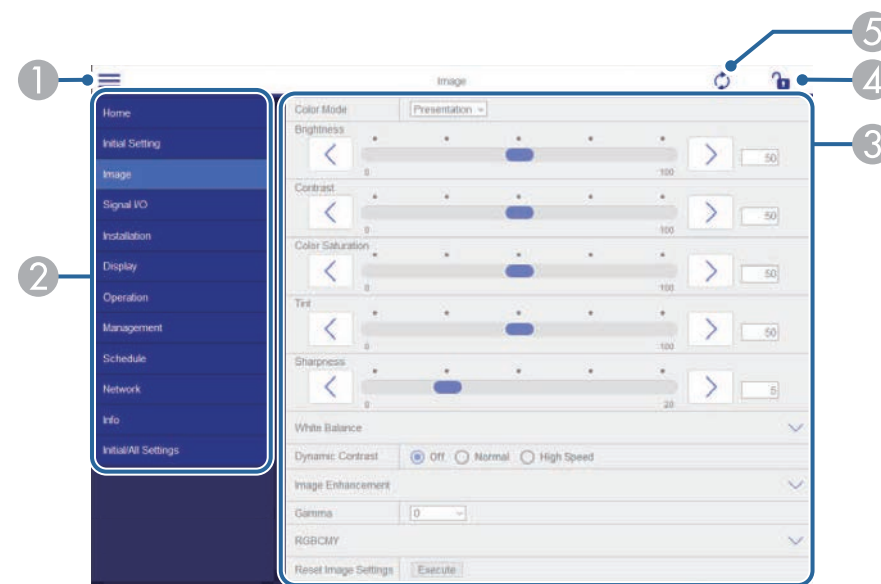 5
1
Image
4
Home
Color Mode
Presentation
3
Brightness
0
100
50
Initial Setting
Image
Contrast
0
100
50
Signal I/O
Installation
Color Saturation
0
100
50
2
Display
Operation
Tint
0
100
50
Management
Schedule
Sharpness
0
20
5
Network
Info
White Balance
Initial/All Settings
Dynamic Contrast
Off
Normal
High Speed
Image Enhancement
Gamma
0
RGBCMY
Reset Image Settings
Execute